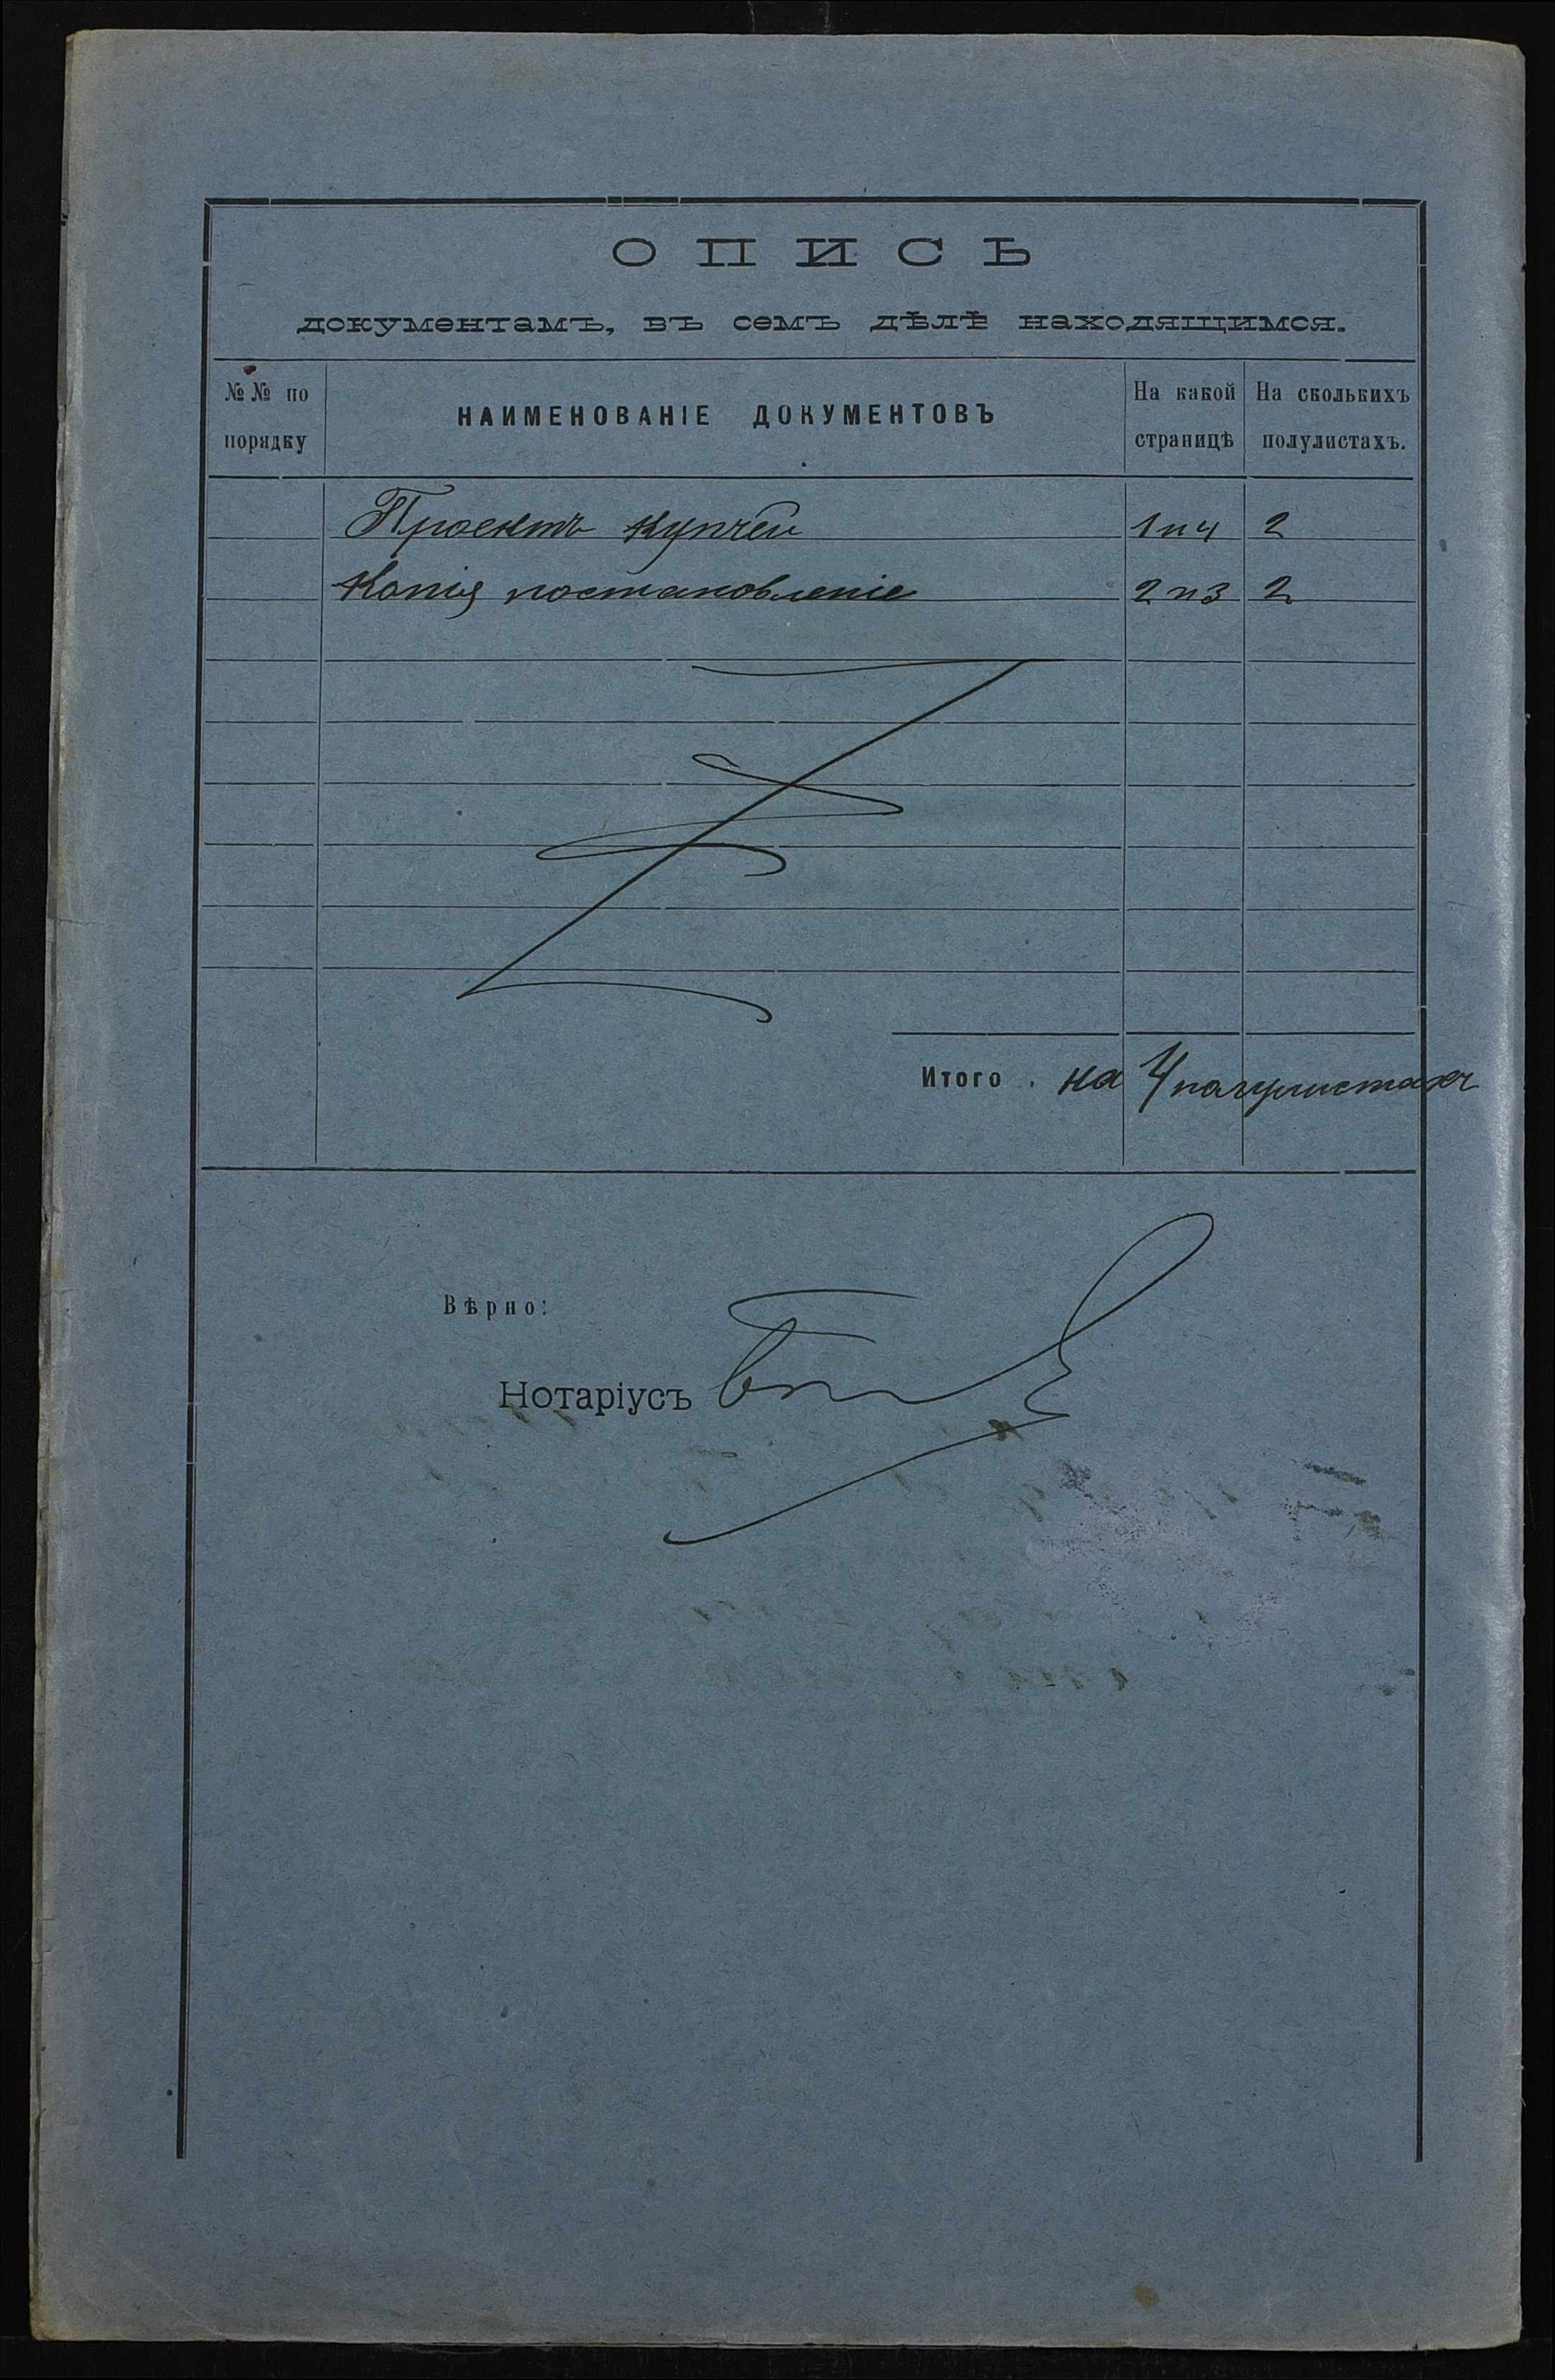 ОПИСЬ
документамъ, въ семъ дѣлѣ находящимся.
№№ по порядку
НАИМЕНОВАНІЕ ДОКУМЕНТОВЪ
На какой страницѣ
На сколькихъ полулистахъ.
Проектъ купчей 1 и 4 2
Копія постановленіе 2 и 3 2
Итого . на 4 полулистахъ
Вѣрно:
Нотаріусъ